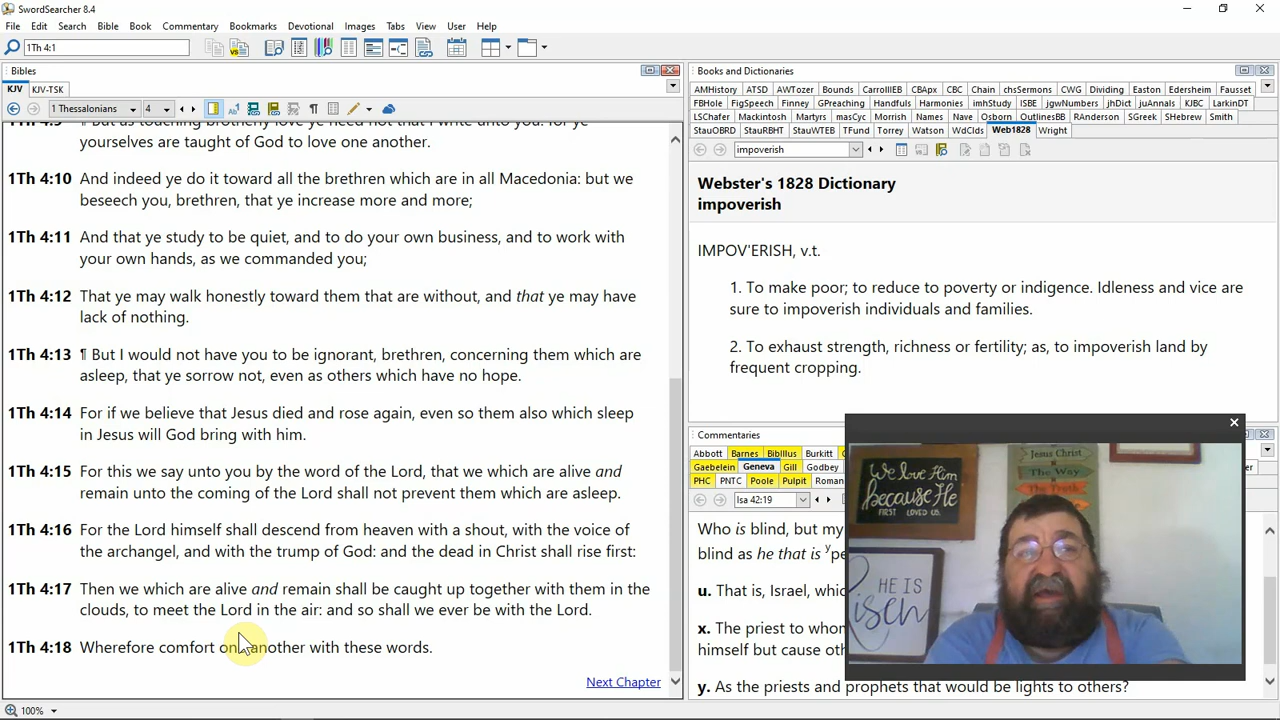 SwordSearcher 8.4
File Edit Search Bible Book Commentary Bookmarks Devotional Images Tabs View User Help
1Th 4:1
Bibles
KJV KJV-TSK
1 Thessalonians 4
yourselves are taught of God to love one another.
1Th 4:10 And indeed ye do it toward all the brethren which are in all Macedonia: but we
beseech you, brethren, that ye increase more and more;
1Th 4:11 And that ye study to be quiet, and to do your own business, and to work with
your own hands, as we commanded you;
1Th 4:12 That ye may walk honestly toward them that are without, and that ye may have
lack of nothing.
1Th 4:13 ¶ But I would not have you to be ignorant, brethren, concerning them which are
asleep, that ye sorrow not, even as others which have no hope.
1Th 4:14 For if we believe that Jesus died and rose again, even so them also which sleep
in Jesus will God bring with him.
1Th 4:15 For this we say unto you by the word of the Lord, that we which are alive and
remain unto the coming of the Lord shall not prevent them which are asleep.
1Th 4:16 For the Lord himself shall descend from heaven with a shout, with the voice of
the archangel, and with the trump of God: and the dead in Christ shall rise first:
1Th 4:17 Then we which are alive and remain shall be caught up together with them in the
clouds, to meet the Lord in the air: and so shall we ever be with the Lord.
1Th 4:18 Wherefore comfort one another with these words.
Next Chapter
100%
Books and Dictionaries
AMHistory ATSD AWTozer Bounds CarrollIEB CBApx CBC Chain chsSermons CWG Dividing Easton Edersheim Fausset
FBHole FigSpeech Finney GPreaching Handfuls Harmonies imhStudy ISBE jgwNumbers jhDict juAnnals KJBC LarkinDT
LSChafer Mackintosh Martyrs masCyc Morrish Names Nave Osborn OutlinesBB RAnderson SGreek SHebrew Smith
StauOBRD StauRBHT StauWTEB TFund Torrey Watson WdClds Web1828 Wright
impoverish
Webster's 1828 Dictionary
impoverish
IMPOV'ERISH, v.t.
1. To make poor; to reduce to poverty or indigence. Idleness and vice are
sure to impoverish individuals and families.
2. To exhaust strength, richness or fertility; as, to impoverish land by
frequent cropping.
Commentaries
Abbott Barnes BibIllus Burkitt
Gaebelein Geneva Gill Godbey
PHC PNTC Poole Pulpit
Isa 42:19
Who is blind, but my
blind as he that is
u. That is, Israel,
x. The priest to whom
himself but cause
y. As the priests and prophets that would be lights to others?
We love Him
because He
FIRST LOVED US.
Jesus Christ
The Way
The Truth
HE IS
Risen